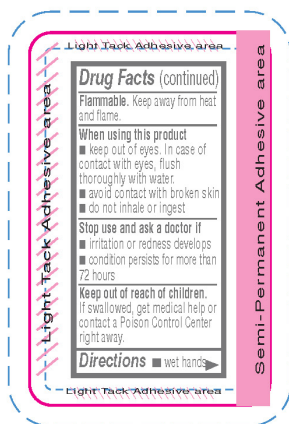 Light Tack Adhesive area
Light Tack Adhesive area
Semi-Permanent Adhesive area
Drug Facts (continued)
Flammable. Keep away from heat
and flame.
When using this product
■ keep out of eyes. In case of
contact with eyes, flush
thoroughly with water.
■ avoid contact with broken skin
■ do not inhale or ingest
Stop use and ask a doctor if
■ irritation or redness develops
■ condition persists for more than
72 hours
Keep out of reach of children.
If swallowed, get medical help or
contact a Poison Control Center
right away.
Directions ■ wet hands
Light Tack Adhesive area